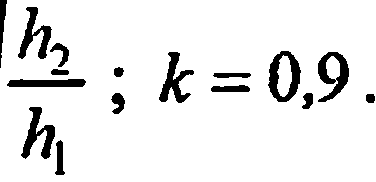 h₂/h₁ ; k = 0,9 .